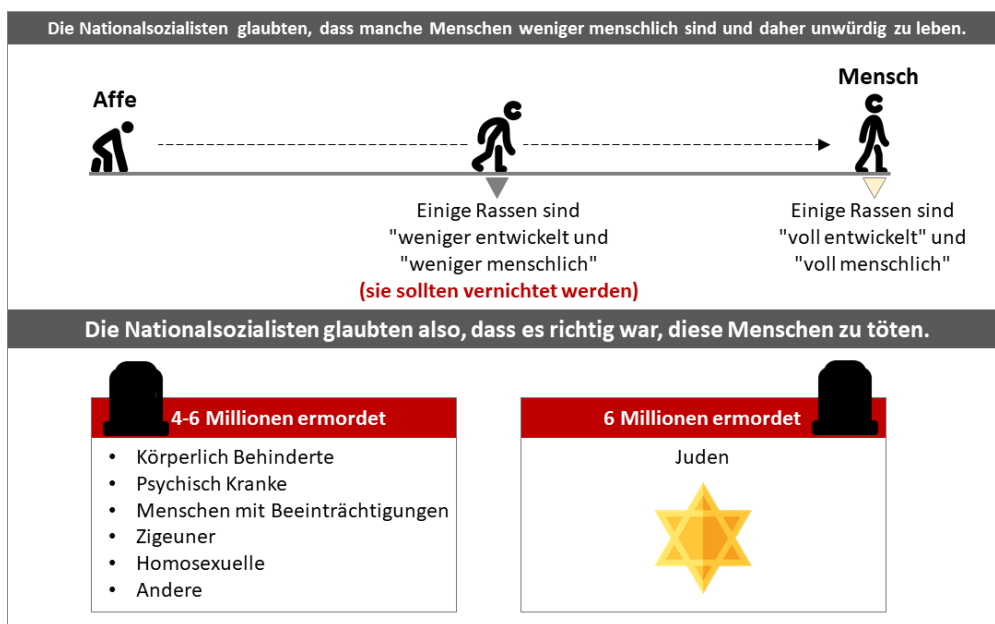 Die Nationalsozialisten glaubten, dass manche Menschen weniger menschlich sind und daher unwürdig zu leben.
Affe
Mensch
Einige Rassen sind
"weniger entwickelt und
"weniger menschlich"
(sie sollten vernichtet werden)
Einige Rassen sind
"voll entwickelt" und
"voll menschlich"
Die Nationalsozialisten glaubten also, dass es richtig war, diese Menschen zu töten.
4-6 Millionen ermordet
• Körperlich Behinderte
• Psychisch Kranke
• Menschen mit Beeinträchtigungen
• Zigeuner
• Homosexuelle
• Andere
6 Millionen ermordet
Juden